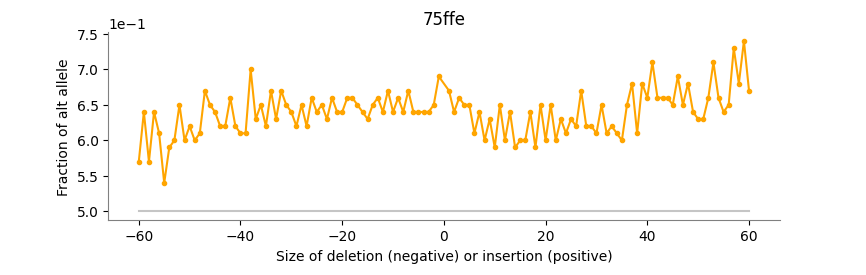 75ffe
1e−1
7.5
7.0
6.5
6.0
5.5
5.0
Fraction of alt allele
−60 −40 −20 0 20 40 60
Size of deletion (negative) or insertion (positive)